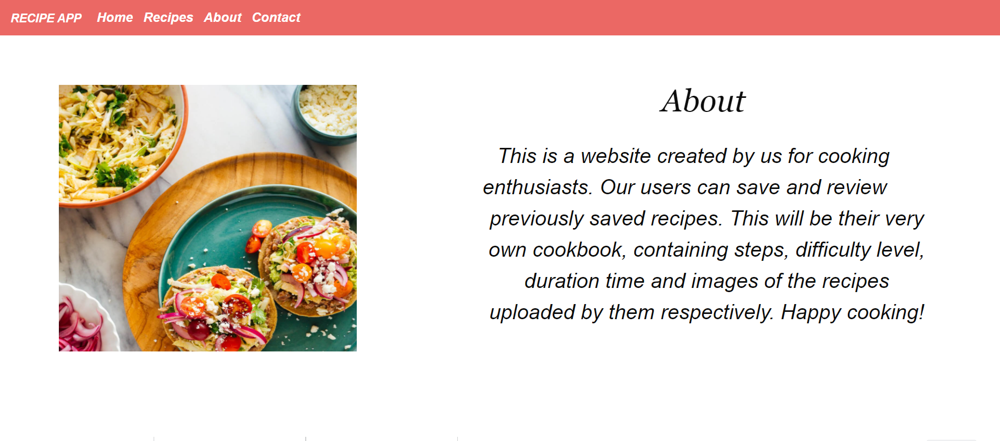 RECIPE APP Home Recipes About Contact
About
This is a website created by us for cooking
enthusiasts. Our users can save and review
previously saved recipes. This will be their very
own cookbook, containing steps, difficulty level,
duration time and images of the recipes
uploaded by them respectively. Happy cooking!